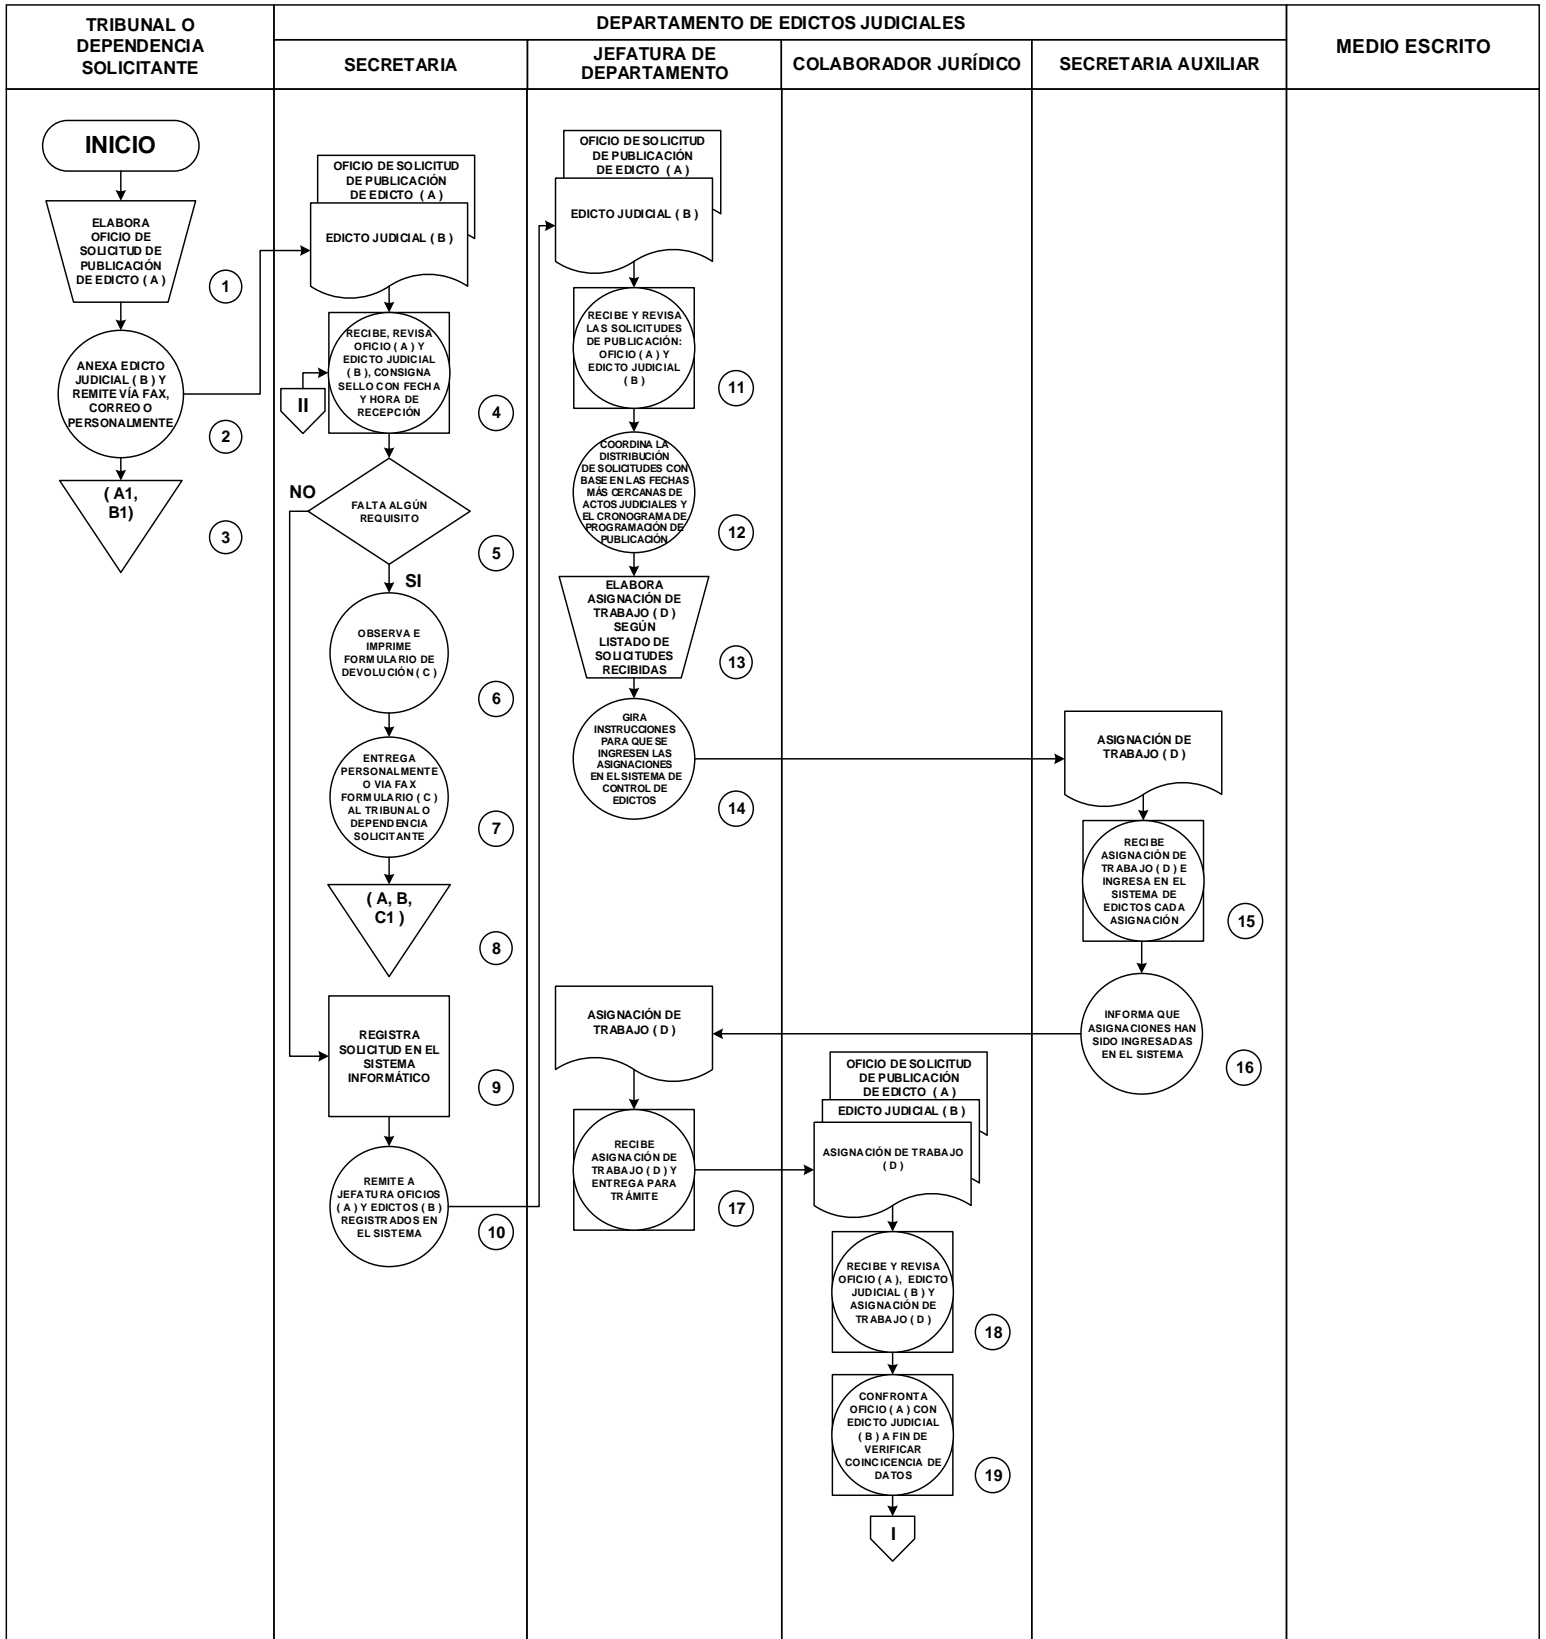 TRIBUNAL O
DEPENDENCIA
SOLICITANTE
DEPARTAMENTO DE EDICTOS JUDICIALES
SECRETARIA
JEFATURA DE
DEPARTAMENTO
COLABORADOR JURÍDICO
SECRETARIA AUXILIAR
MEDIO ESCRITO
INICIO
ELABORA
OFICIO DE
SOLICITUD DE
PUBLICACIÓN
DE EDICTO ( A )
1
ANEXA EDICTO
JUDICIAL ( B ) Y
REMITE VÍA FAX,
CORREO O
PERSONALMENTE
2
( A1,
B1)
3
OFICIO DE SOLICITUD
DE PUBLICACIÓN
DE EDICTO ( A )
EDICTO JUDICIAL ( B )
RECIBE, REVISA
OFICIO ( A ) Y
EDICTO JUDICIAL
( B ), CONSIGNA
SELLO CON FECHA
Y HORA DE
RECEPCIÓN
II
4
NO
FALTA ALGÚN
REQUISITO
5
SI
OBSERVA E
IMPRIME
FORMULARIO DE
DEVOLUCIÓN ( C )
6
ENTREGA
PERSONALMENTE
O VIA FAX
FORMULARIO ( C )
AL TRIBUNAL O
DEPENDENCIA
SOLICITANTE
7
( A, B,
C1 )
8
REGISTRA
SOLICITUD EN EL
SISTEMA
INFORMÁTICO
9
REMITE A
JEFATURA OFICIOS
( A ) Y EDICTOS ( B )
REGISTRADOS EN
EL SISTEMA
10
OFICIO DE SOLICITUD
DE PUBLICACIÓN
DE EDICTO ( A )
EDICTO JUDICIAL ( B )
RECIBE Y REVISA
LAS SOLICITUDES
DE PUBLICACIÓN:
OFICIO ( A ) Y
EDICTO JUDICIAL
( B )
11
COORDINA LA
DISTRIBUCIÓN
DE SOLICITUDES CON
BASE EN LAS FECHAS
MÁS CERCANAS DE
ACTOS JUDICIALES Y
EL CRONOGRAMA DE
PROGRAMACIÓN DE
PUBLICACIÓN
12
ELABORA
ASIGNACIÓN DE
TRABAJO ( D )
SEGÚN
LISTADO DE
SOLICITUDES
RECIBIDAS
13
GIRA
INSTRUCCIONES
PARA QUE SE
INGRESEN LAS
ASIGNACIONES
EN EL SISTEMA DE
CONTROL DE
EDICTOS
14
ASIGNACIÓN DE
TRABAJO ( D )
RECIBE
ASIGNACIÓN DE
TRABAJO ( D ) E
INGRESA EN EL
SISTEMA DE
EDICTOS CADA
ASIGNACIÓN
15
INFORMA QUE
ASIGNACIONES HAN
SIDO INGRESADAS
EN EL SISTEMA
16
ASIGNACIÓN DE
TRABAJO ( D )
RECIBE
ASIGNACIÓN DE
TRABAJO ( D ) Y
ENTREGA PARA
TRÁMITE
17
OFICIO DE SOLICITUD
DE PUBLICACIÓN
DE EDICTO ( A )
EDICTO JUDICIAL ( B )
ASIGNACIÓN DE TRABAJO
( D )
RECIBE Y REVISA
OFICIO ( A ), EDICTO
JUDICIAL ( B ) Y
ASIGNACIÓN DE
TRABAJO ( D )
18
CONFRONTA
OFICIO ( A ) CON
EDICTO JUDICIAL
( B ) A FIN DE
VERIFICAR
COINCICENCIA DE
DATOS
19
I